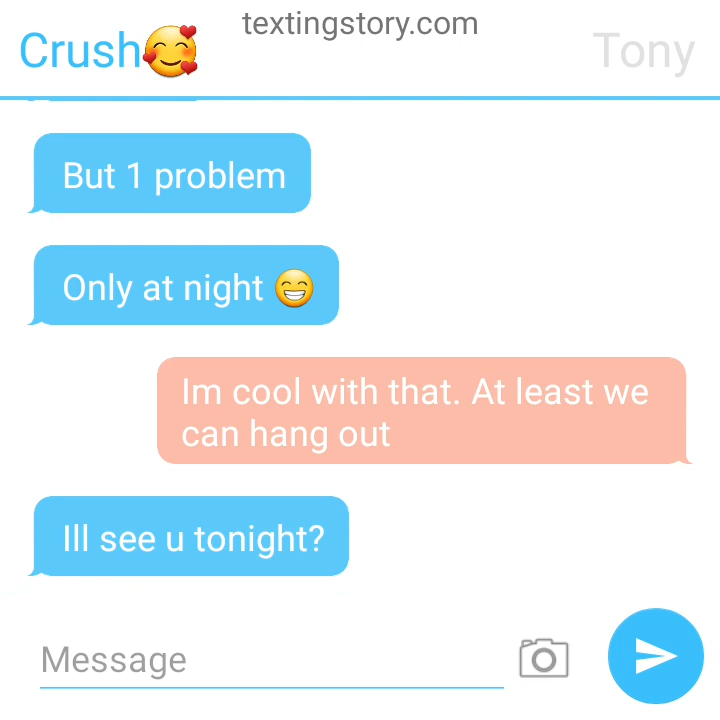 textingstory.com
Crush🥰
Tony
But 1 problem
Only at night 😁
Im cool with that. At least we
can hang out
Ill see u tonight?
Message